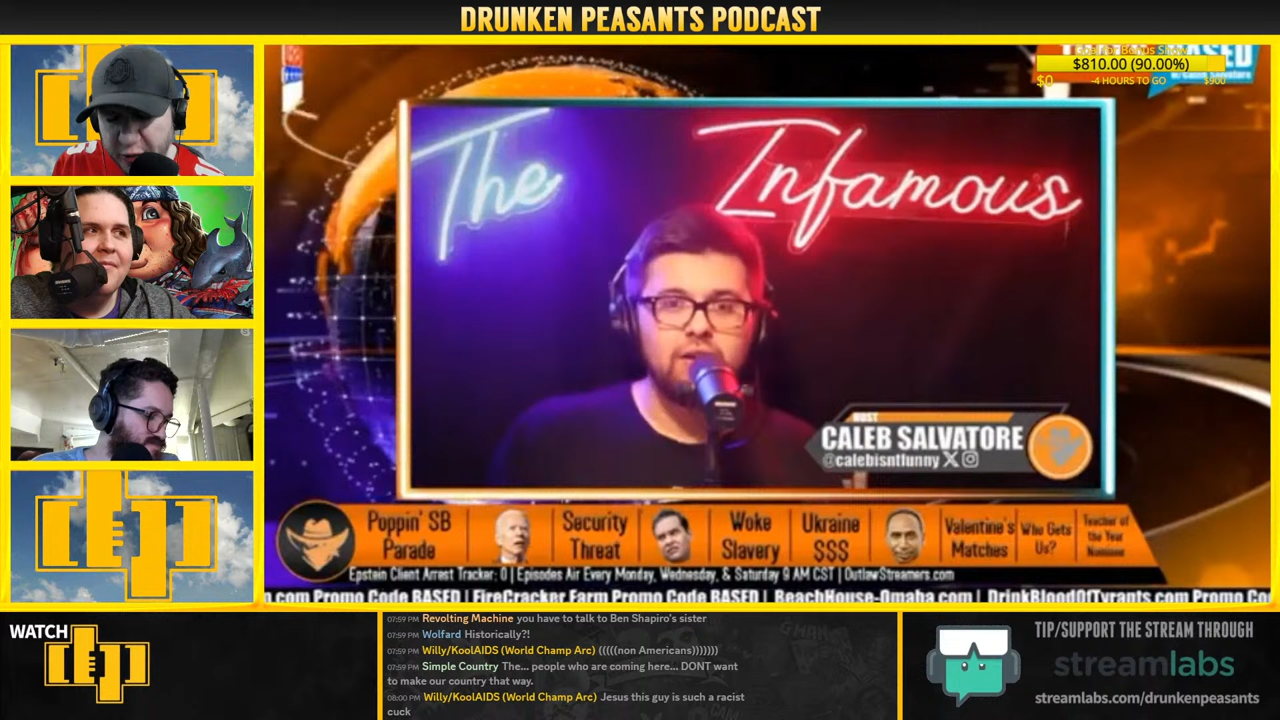 DRUNKEN PEASANTS PODCAST
Goal for Bonus Show
$810.00 (90.00%)
$0
-4 HOURS TO GO
$900
BASED
w/Caleb Salvatore
The Infamous
HOST
CALEB SALVATORE
@calebisntfunny
Poppin' SB Parade
Security Threat
Woke Slavery
Ukraine $$$
Valentine's Matches
Who Gets Us?
Teacher of the Year Nominee
Epstein Client Arrest Tracker: 0 | Episodes Air Every Monday, Wednesday, & Saturday 9 AM CST | OutlawStreamers.com
n.com Promo Code BASED | FireCracker Farm Promo Code BASED | BeachHouse-Omaha.com | DrinkBloodOfTyrants.com Promo Co
WATCH
07:59 PM Revolting Machine you have to talk to Ben Shapiro's sister
07:59 PM Wolfard Historically?!
07:59 PM Willy/KoolAIDS (World Champ Arc) (((((non Americans)))))))
07:59 PM Simple Country The... people who are coming here... DONT want
to make our country that way.
08:00 PM Willy/KoolAIDS (World Champ Arc) Jesus this guy is such a racist
cuck
TIP/SUPPORT THE STREAM THROUGH
streamlabs
streamlabs.com/drunkenpeasants